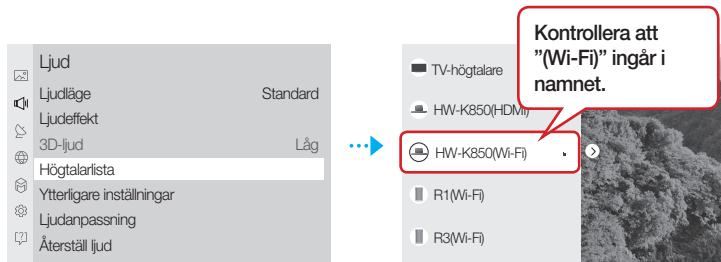 Ljud
Ljudläge Standard
Ljudeffekt
3D-ljud Låg
Högtalarlista
Ytterligare inställningar
Ljudanpassning
Återställ ljud
Kontrollera att
”(Wi-Fi)” ingår i
namnet.
TV-högtalare
HW-K850(HDMI)
HW-K850(Wi-Fi)
R1(Wi-Fi)
R3(Wi-Fi)